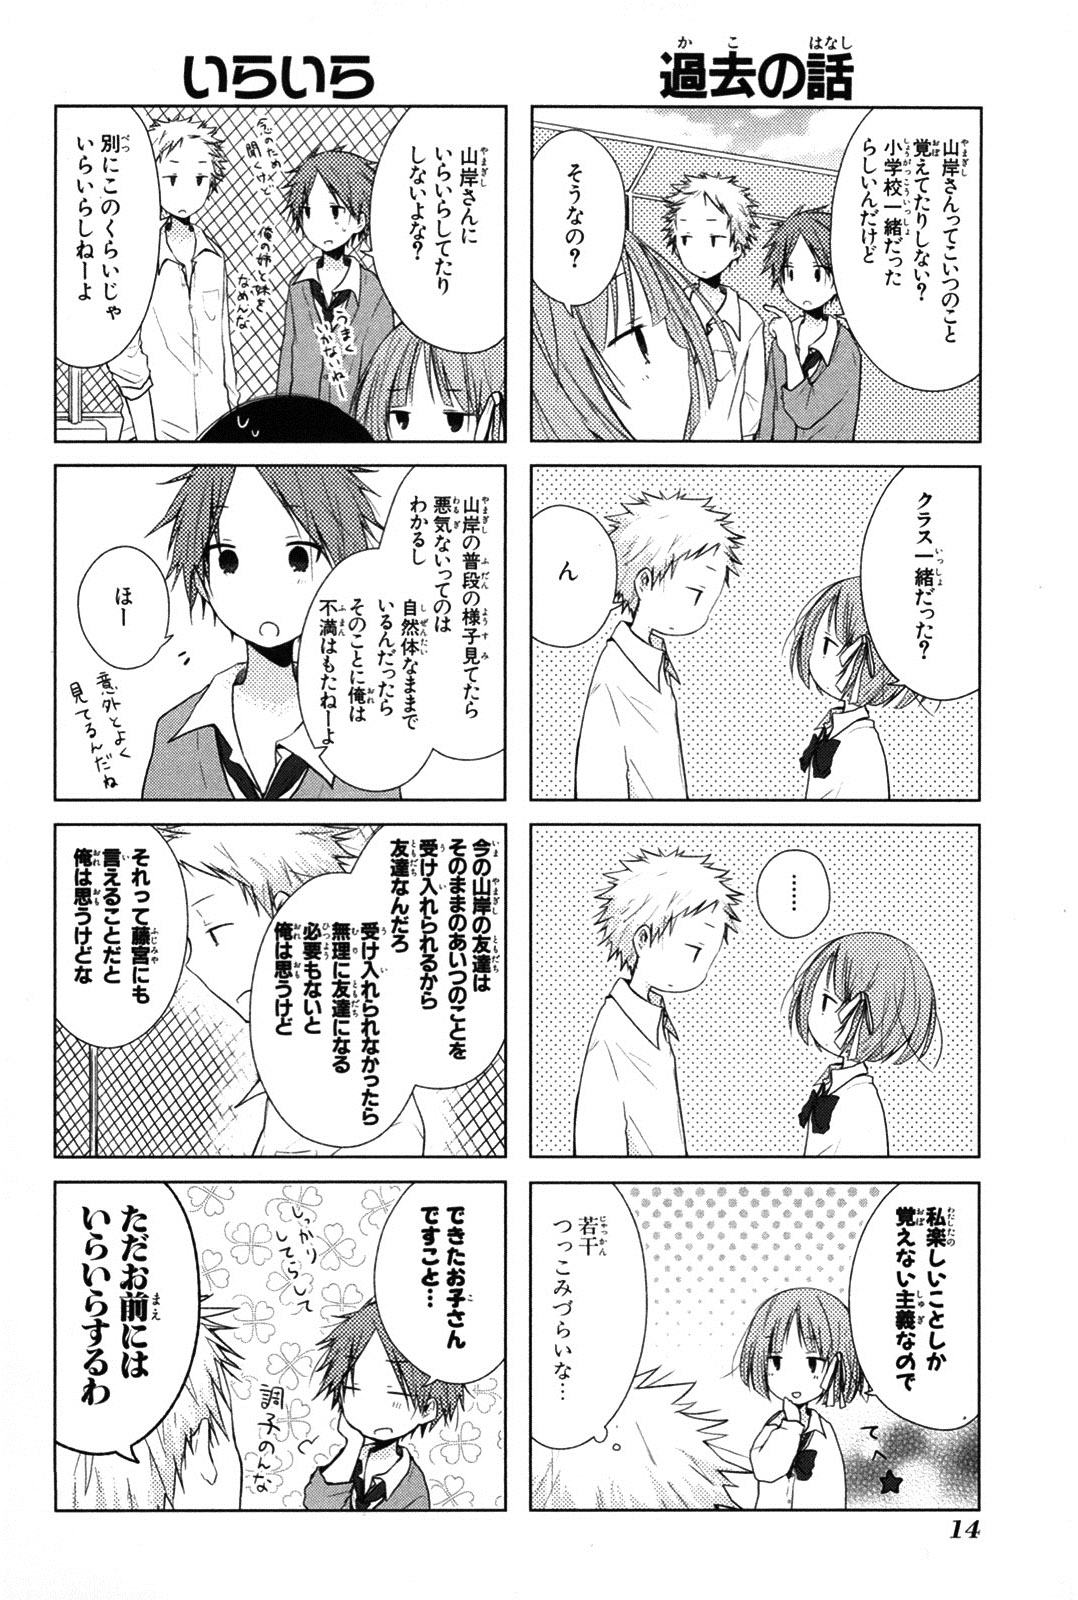 過去の話
山岸さんってこいつのこと
覚えてたりしない?
小学校一緒だった
らしいんだけど
そうなの?
クラス一緒だった?
ん
……
私楽しいことしか
覚えない主義なので
てへ
若干
つっこみづらいな…
いらいら
山岸さんに
いらいらしてたり
しないよな?
念のため
聞くけど
俺の姉と妹を
なめんな
うまく
いかないねー
別にこのくらいじゃ
いらいらしねーよ
山岸の普段の様子見てたら
悪気ないってのは
わかるし
自然体なままで
いるんだったら
そのことに俺は
不満はもたねーよ
ほー
意外とよく
見てるんだね
今の山岸の友達は
そのままのあいつのことを
受け入れられるから
友達なんだろ
受け入れられなかったら
無理に友達になる
必要もないと
俺は思うけど
それって藤宮にも
言えることだと
俺は思うけどな
できたお子さん
ですこと…
しっかり
してらして
調子のんな
ただお前には
いらいらするわ
14